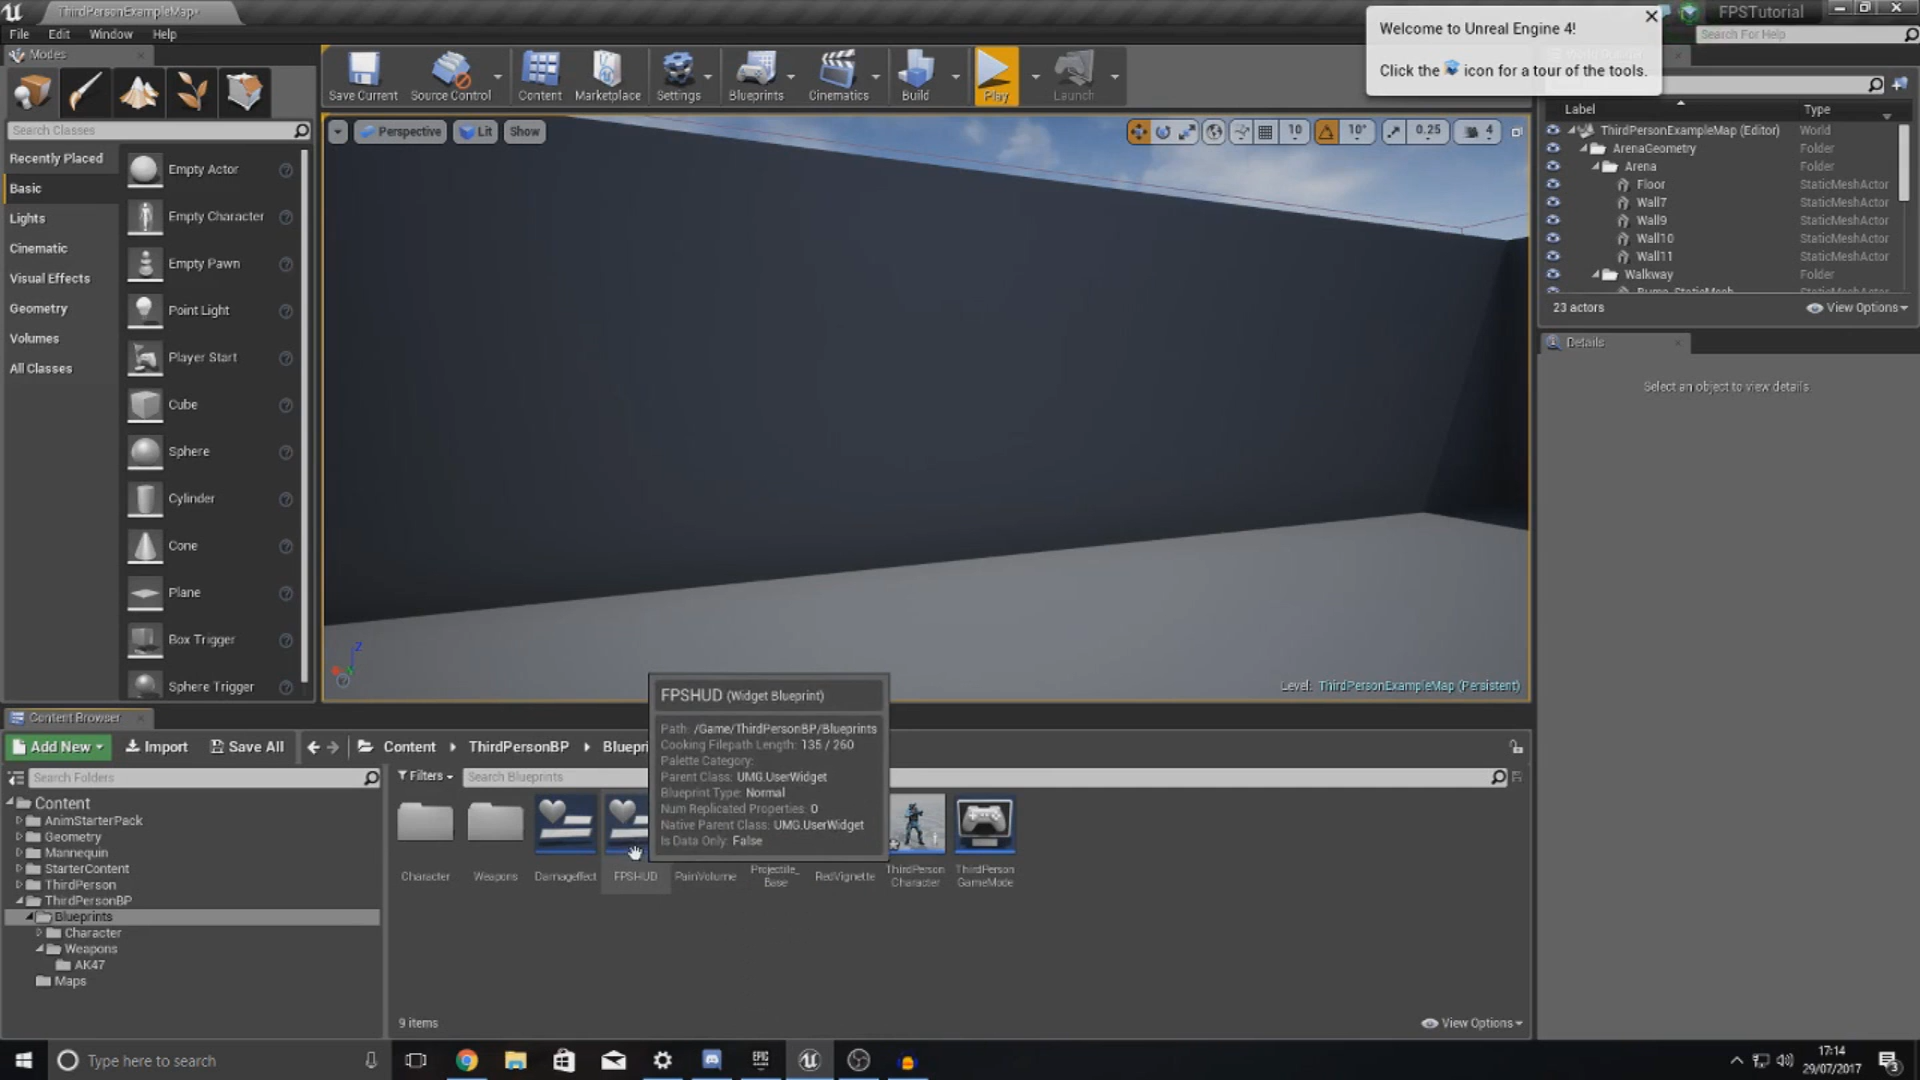 ThirdPersonExampleMap*
FPSTutorial
File Edit Window Help
Search For Help
Welcome to Unreal Engine 4!
Click the icon for a tour of the tools.
Modes
Save Current
Source Control
Content
Marketplace
Settings
Blueprints
Cinematics
Build
Play
Launch
Search Classes
Recently Placed
Basic
Lights
Cinematic
Visual Effects
Geometry
Volumes
All Classes
Empty Actor
Empty Character
Empty Pawn
Point Light
Player Start
Cube
Sphere
Cylinder
Cone
Plane
Box Trigger
Sphere Trigger
Perspective
Lit
Show
10
10°
0.25
4
Z
Level: ThirdPersonExampleMap (Persistent)
Label Type
ThirdPersonExampleMap (Editor) World
ArenaGeometry Folder
Arena Folder
Floor StaticMeshActor
Wall7 StaticMeshActor
Wall9 StaticMeshActor
Wall10 StaticMeshActor
Wall11 StaticMeshActor
Walkway Folder
23 actors
View Options
Details
Select an object to view details
Content Browser
Add New
Import
Save All
Content
ThirdPersonBP
Bluepri
Search Folders
Filters
Search Blueprints
Content
AnimStarterPack
Geometry
Mannequin
StarterContent
ThirdPerson
ThirdPersonBP
Blueprints
Character
Weapons
AK47
Maps
FPSHUD (Widget Blueprint)
Path: /Game/ThirdPersonBP/Blueprints
Cooking Filepath Length: 135 / 260
Palette Category:
Parent Class: UMG.UserWidget
Blueprint Type: Normal
Num Replicated Properties: 0
Native Parent Class: UMG.UserWidget
Is Data Only: False
Character
Weapons
Damageffect
FPSHUD
PainVolume
Projectile_
Base
RedVignette
ThirdPerson
Character
ThirdPerson
GameMode
9 items
View Options
Type here to search
EPIC
17:14
29/07/2017
3